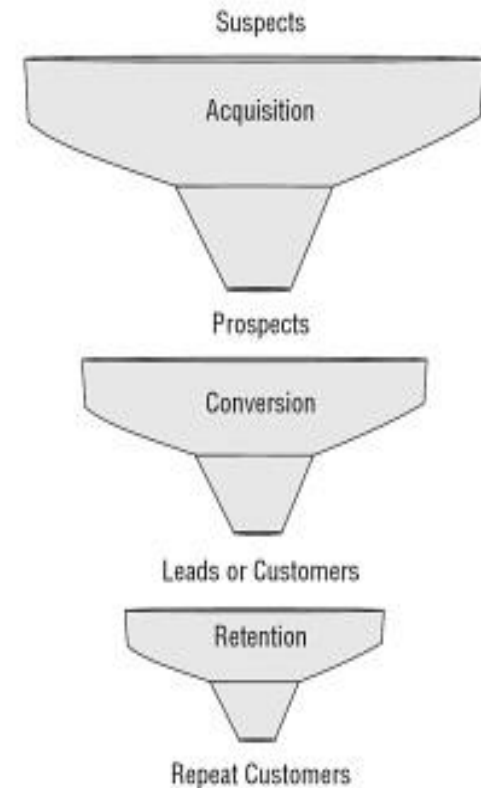 Suspects
Acquisition
Prospects
Conversion
Leads or Customers
Retention
Repeat Customers